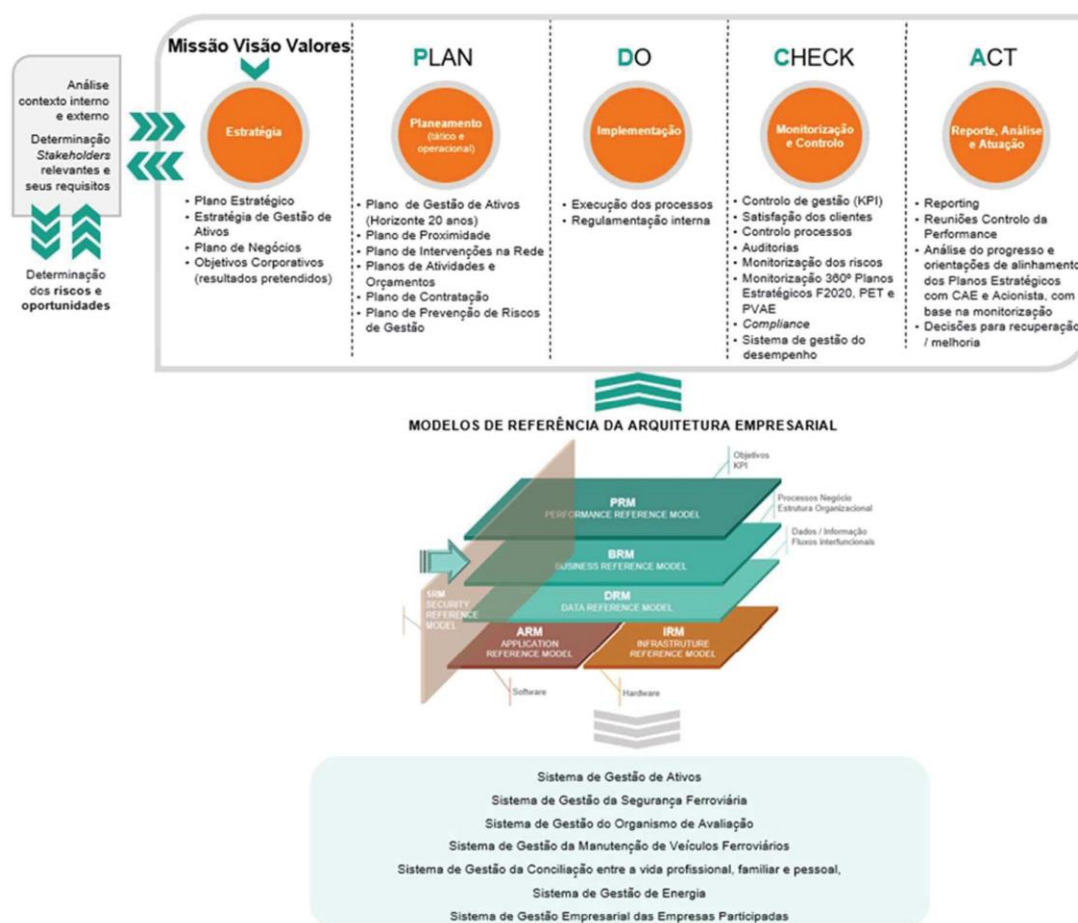 Missão Visão Valores
PLAN
DO
CHECK
ACT
Análise
contexto interno
e externo
Determinação
Stakeholders
relevantes e
seus requisitos
Determinação
dos riscos e
oportunidades
Estratégia
• Plano Estratégico
• Estratégia de Gestão de
Ativos
• Plano de Negócios
• Objetivos Corporativos
(resultados pretendidos)
Planeamento
(tático e
operacional)
• Plano de Gestão de Ativos
(Horizonte 20 anos)
• Plano de Proximidade
• Plano de Intervenções na Rede
• Planos de Atividades e
Orçamentos
• Plano de Contratação
• Plano de Prevenção de Riscos
de Gestão
Implementação
• Execução dos processos
• Regulamentação interna
Monitorização
e Controlo
• Controlo de gestão (KPI)
• Satisfação dos clientes
• Controlo processos
• Auditorias
• Monitorização dos riscos
• Monitorização 360º Planos
Estratégicos F2020, PET e
PVAE
• Compliance
• Sistema de gestão do
desempenho
Reporte, Análise
e Atuação
• Reporting
• Reuniões Controlo da
Performance
• Análise do progresso e
orientações de alinhamento
dos Planos Estratégicos
com CAE e Acionista, com
base na monitorização
• Decisões para recuperação
/ melhoria
MODELOS DE REFERÊNCIA DA ARQUITETURA EMPRESARIAL
Objetivos
KPI
PRM
PERFORMANCE REFERENCE MODEL
Processos Negócio
Estrutura Organizacional
BRM
BUSINESS REFERENCE MODEL
Dados / Informação
Fluxos Interfuncionais
DRM
DATA REFERENCE MODEL
SRM
SECURITY
REFERENCE
MODEL
ARM
APPLICATION
REFERENCE MODEL
IRM
INFRASTRUTURE
REFERENCE MODEL
Software
Hardware
Sistema de Gestão de Ativos
Sistema de Gestão da Segurança Ferroviária
Sistema de Gestão do Organismo de Avaliação
Sistema de Gestão da Manutenção de Veículos Ferroviários
Sistema de Gestão da Conciliação entre a vida profissional, familiar e pessoal,
Sistema de Gestão de Energia
Sistema de Gestão Empresarial das Empresas Participadas